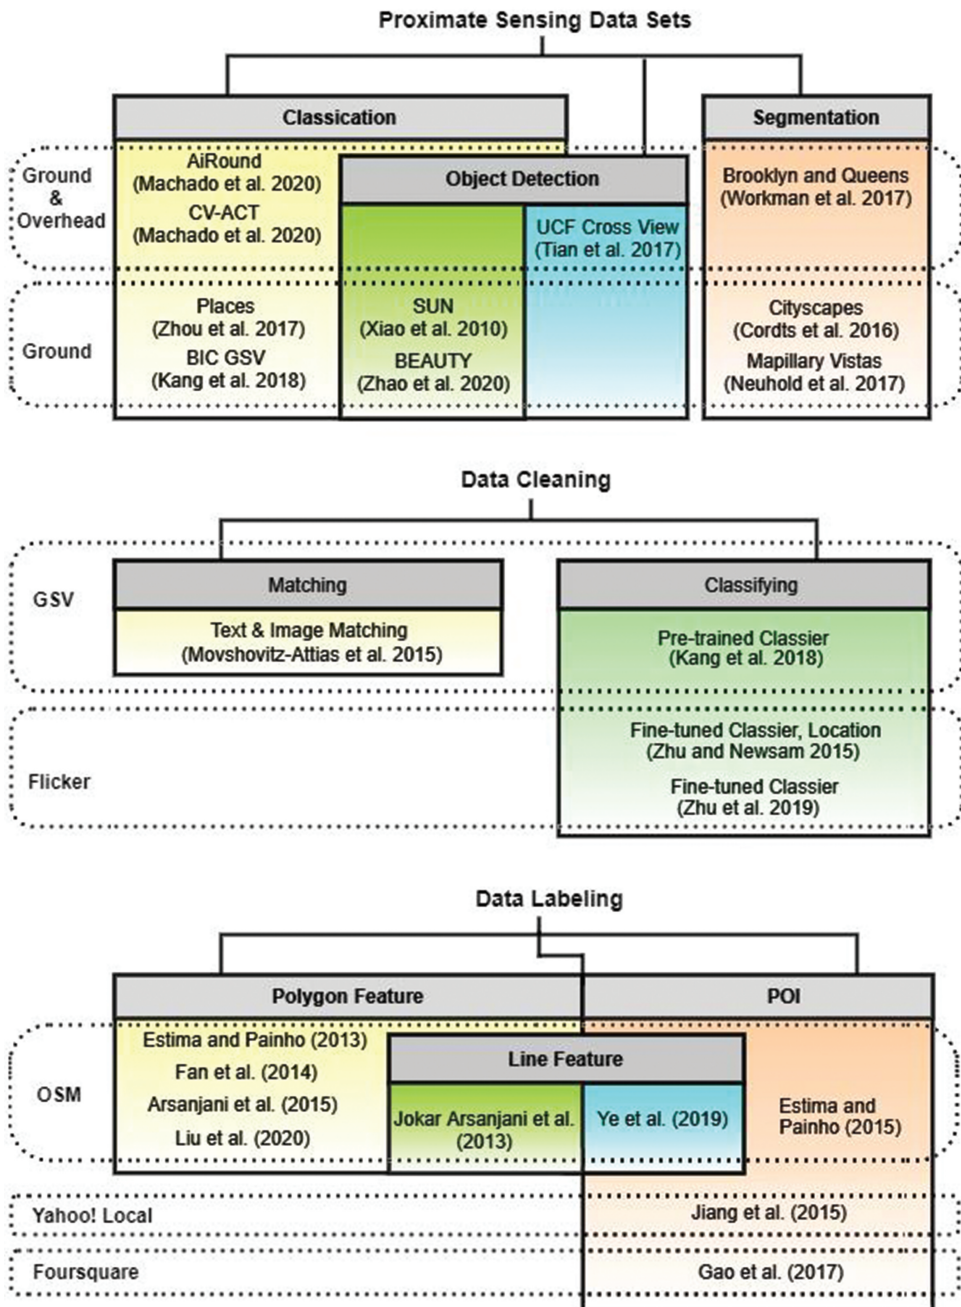 Proximate Sensing Data Sets
Classication
Segmentation
Ground
&
Overhead
AiRound
(Machado et al. 2020)
CV-ACT
(Machado et al. 2020)
Object Detection
UCF Cross View
(Tian et al. 2017)
Brooklyn and Queens
(Workman et al. 2017)
Ground
Places
(Zhou et al. 2017)
BIC GSV
(Kang et al. 2018)
SUN
(Xiao et al. 2010)
BEAUTY
(Zhao et al. 2020)
Cityscapes
(Cordts et al. 2016)
Mapillary Vistas
(Neuhold et al. 2017)
Data Cleaning
GSV
Matching
Text & Image Matching
(Movshovitz-Attias et al. 2015)
Classifying
Pre-trained Classier
(Kang et al. 2018)
Flicker
Fine-tuned Classier, Location
(Zhu and Newsam 2015)
Fine-tuned Classier
(Zhu et al. 2019)
Data Labeling
Polygon Feature
POI
OSM
Estima and Painho (2013)
Fan et al. (2014)
Arsanjani et al. (2015)
Liu et al. (2020)
Line Feature
Jokar Arsanjani et al.
(2013)
Ye et al. (2019)
Estima and
Painho (2015)
Yahoo! Local
Jiang et al. (2015)
Foursquare
Gao et al. (2017)